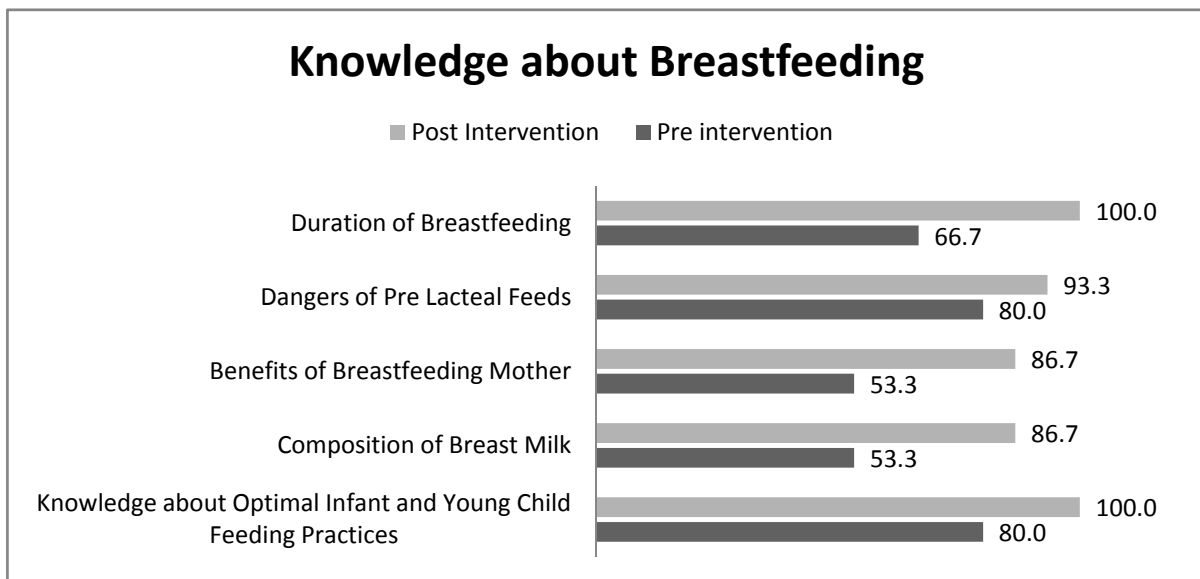 Knowledge about Breastfeeding
Post Intervention
Pre intervention
Duration of Breastfeeding
100.0
66.7
Dangers of Pre Lacteal Feeds
93.3
80.0
Benefits of Breastfeeding Mother
86.7
53.3
Composition of Breast Milk
86.7
53.3
Knowledge about Optimal Infant and Young Child
Feeding Practices
100.0
80.0